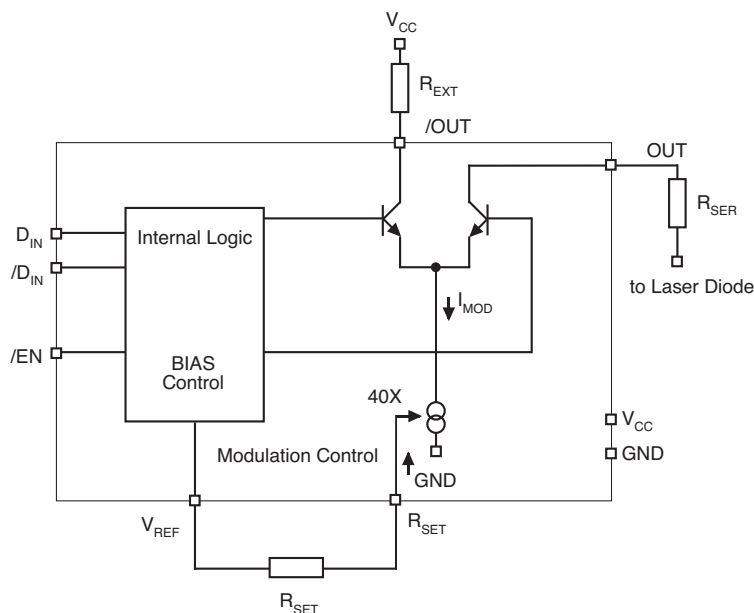 V_CC
R_EXT
/OUT
OUT
R_SER
to Laser Diode
D_IN
/D_IN
/EN
Internal Logic
BIAS
Control
I_MOD
40X
Modulation Control
GND
V_CC
GND
V_REF
R_SET
R_SET